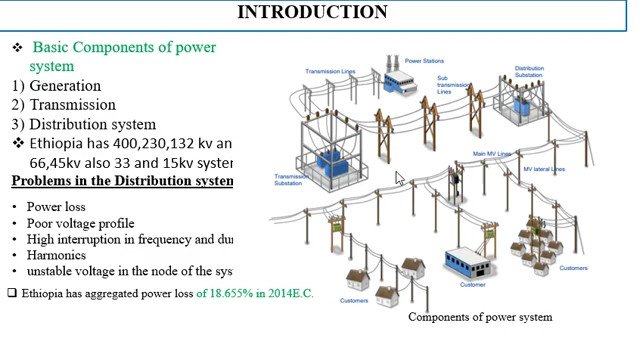 INTRODUCTION
❖ Basic Components of power
system
1) Generation
2) Transmission
3) Distribution system
❖ Ethiopia has 400,230,132 kv an
66,45kv also 33 and 15kv syster
Problems in the Distribution system
• Power loss
• Poor voltage profile
• High interruption in frequency and du
• Harmonics
• unstable voltage in the node of the sys
❑ Ethiopia has aggregated power loss of 18.655% in 2014E.C.
Power Stations
Transmission Lines
Sub
transmission
Lines
Distribution
Substation
Transmission
Substation
Main MV Lines
MV lateral Lines
Customers
Customer
Customers
Components of power system